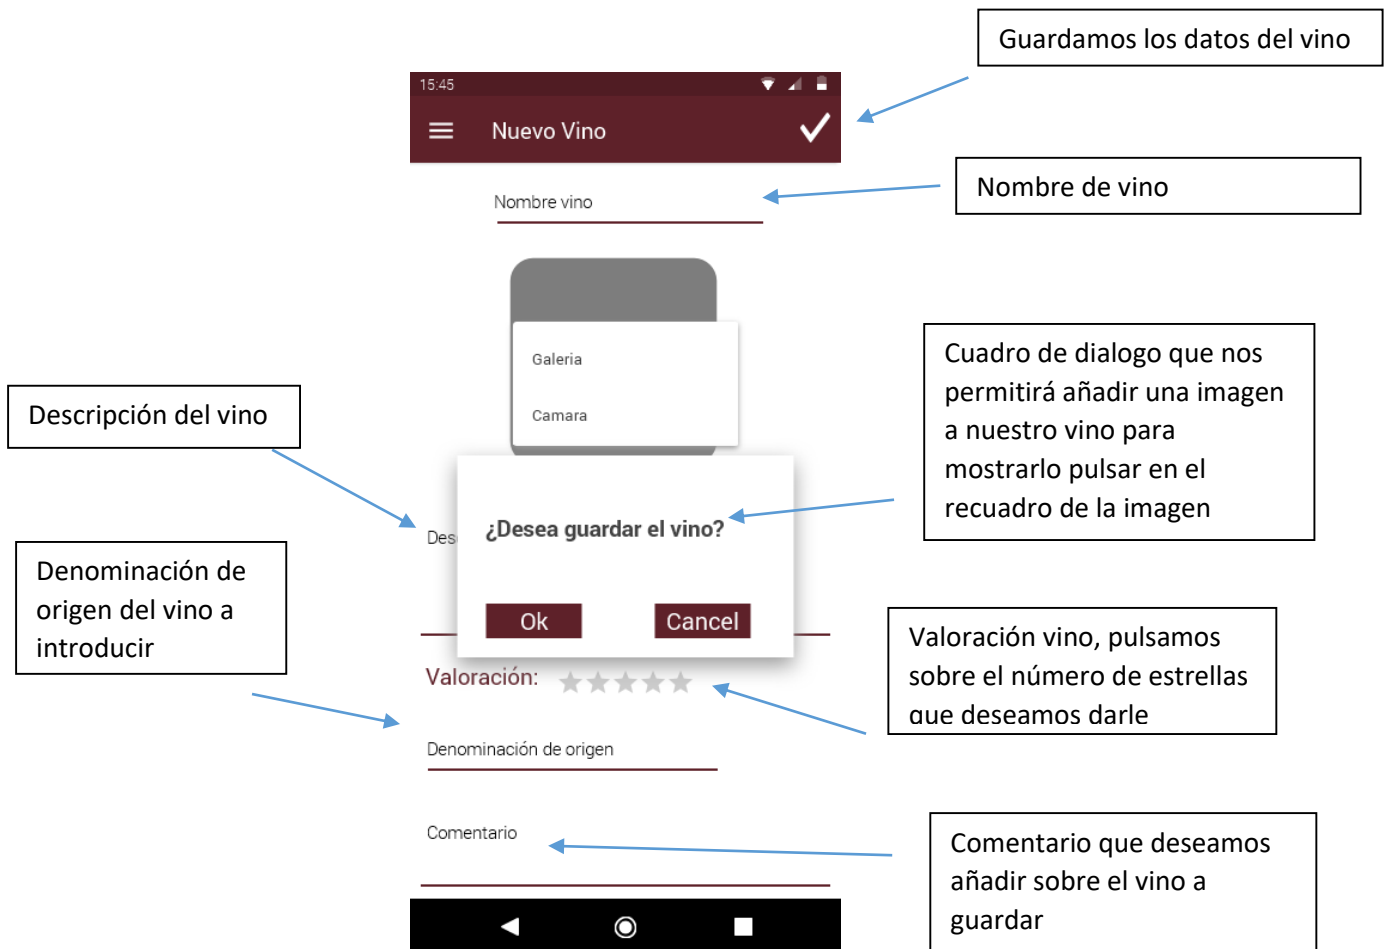 Guardamos los datos del vino
15:45
Nuevo Vino
Nombre vino
Nombre de vino
Galeria
Camara
Cuadro de dialogo que nos
permitirá añadir una imagen
a nuestro vino para
mostrarlo pulsar en el
recuadro de la imagen
Descripción del vino
Des
¿Desea guardar el vino?
Ok
Cancel
Denominación de
origen del vino a
introducir
Valoración:
Valoración vino, pulsamos
sobre el número de estrellas
que deseamos darle
Denominación de origen
Comentario
Comentario que deseamos
añadir sobre el vino a
guardar